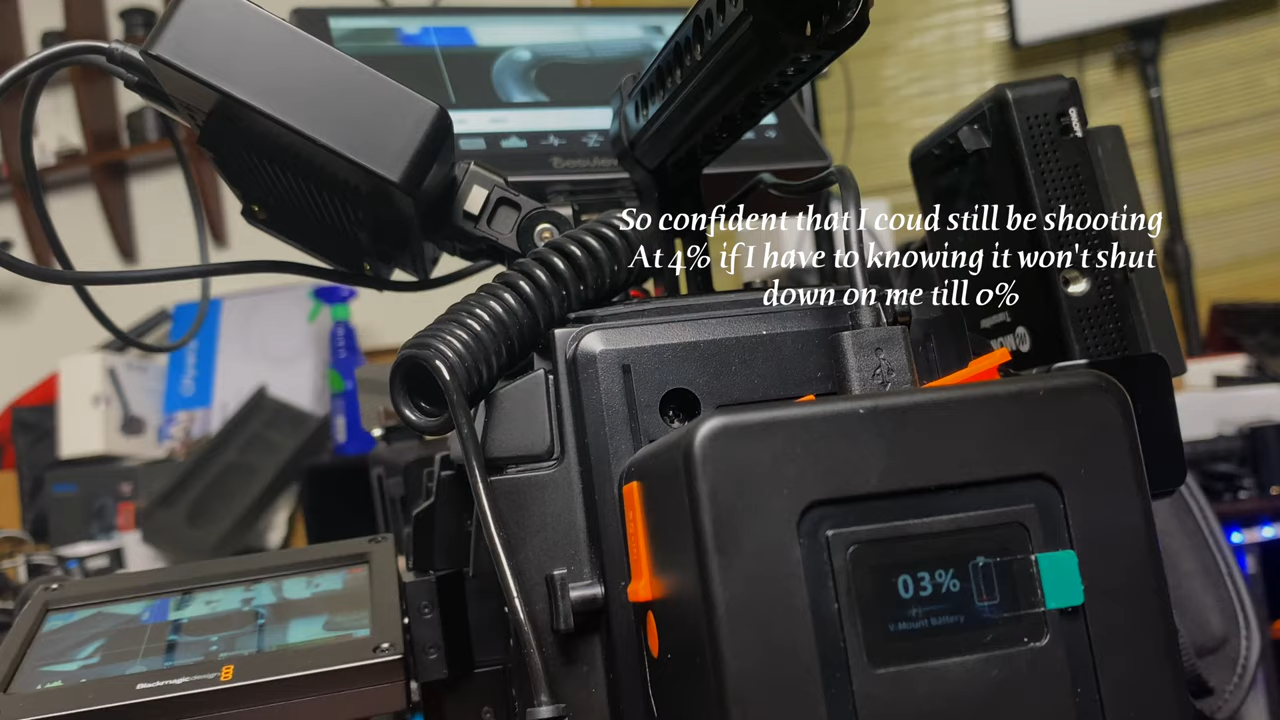 Seeview
So confident that I coud still be shooting
At 4% if I have to knowing it won't shut
down on me till 0%
03%
V-Mount Battery
Blackmagicdesign